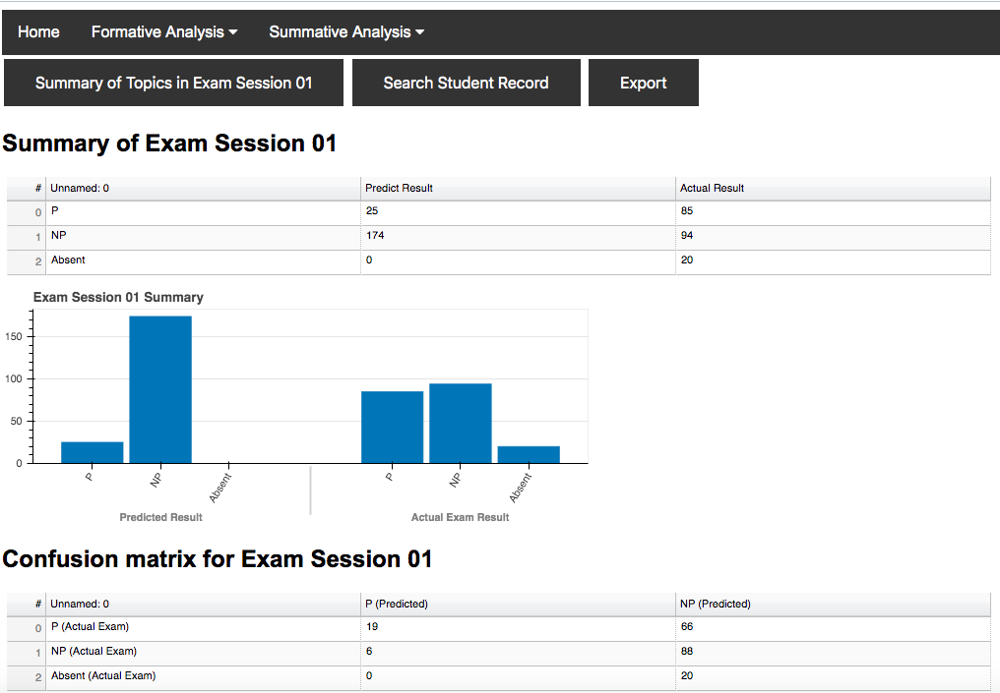 Home Formative Analysis Summative Analysis
Summary of Topics in Exam Session 01 Search Student Record Export
Summary of Exam Session 01
# Unnamed: 0 Predict Result Actual Result
0 P 25 85
1 NP 174 94
2 Absent 0 20
Exam Session 01 Summary
150
100
50
0
P NP Absent P NP Absent
Predicted Result Actual Exam Result
Confusion matrix for Exam Session 01
# Unnamed: 0 P (Predicted) NP (Predicted)
0 P (Actual Exam) 19 66
1 NP (Actual Exam) 6 88
2 Absent (Actual Exam) 0 20